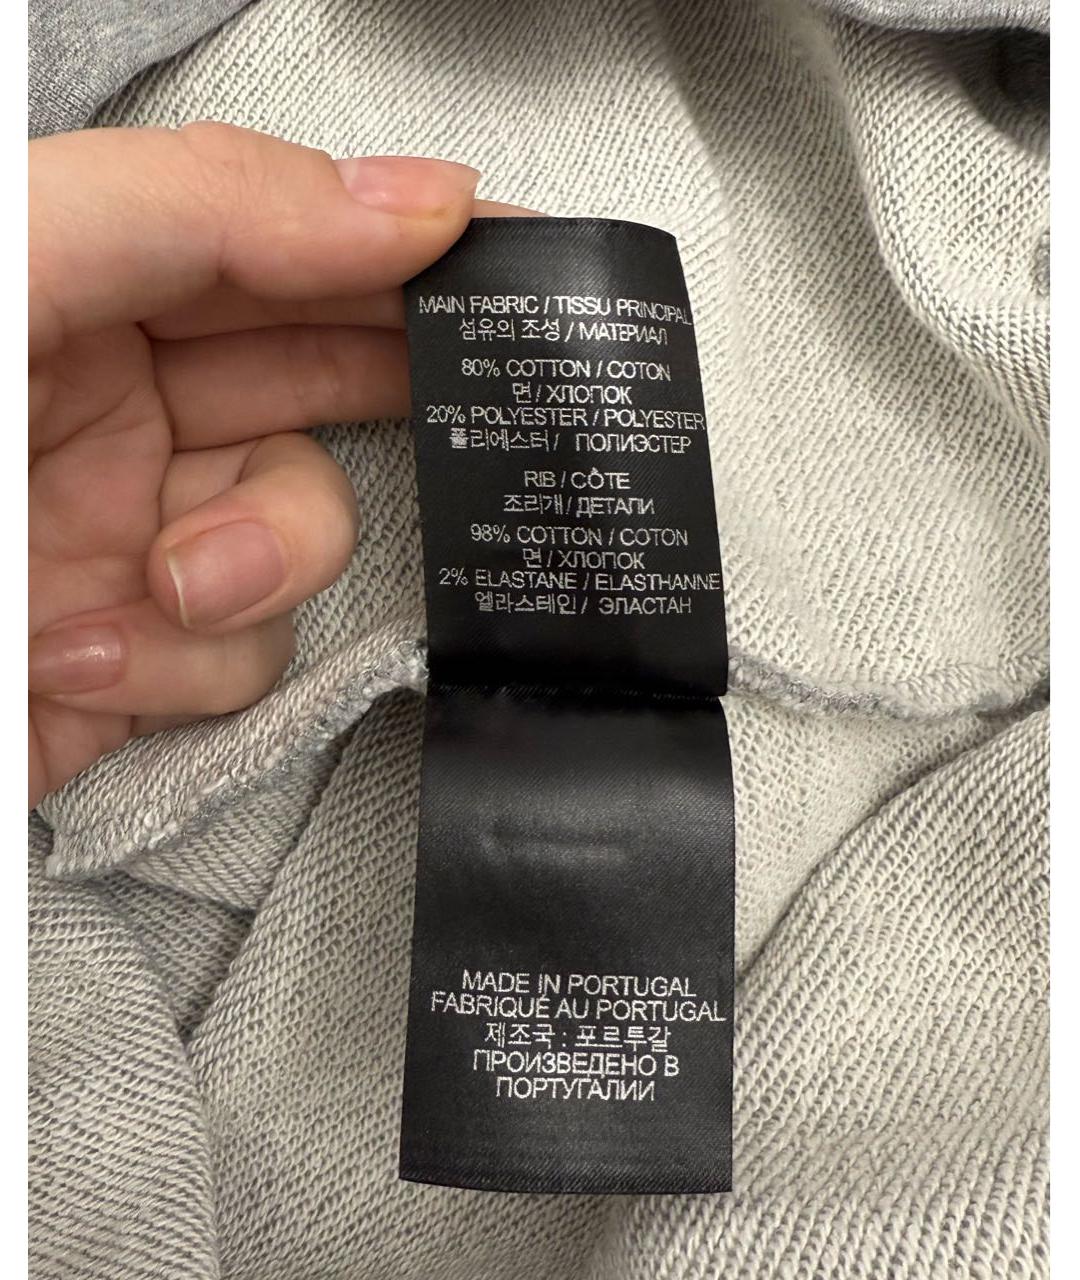 MAIN FABRIC / TISSU PRINCIPAL
섬유의 조성 / МАТЕРИАЛ
80% COTTON / COTON
면 / ХЛОПОК
20% POLYESTER / POLYESTER
폴리에스터 / ПОЛИЭСТЕР
RIB / CÔTE
조리개 / ДЕТАЛИ
98% COTTON / COTON
면 / ХЛОПОК
2% ELASTANE / ELASTHANNE
엘라스테인 / ЭЛАСТАН
MADE IN PORTUGAL
FABRIQUÉ AU PORTUGAL
제조국 : 포르투갈
ПРОИЗВЕДЕНО В
ПОРТУГАЛИИ